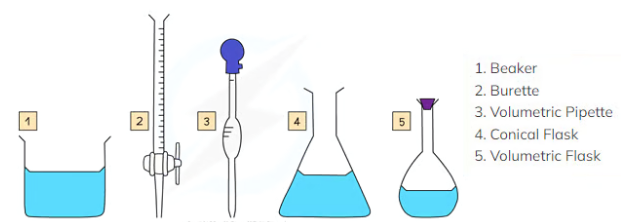 1
2
3
4
5
1. Beaker
2. Burette
3. Volumetric Pipette
4. Conical Flask
5. Volumetric Flask